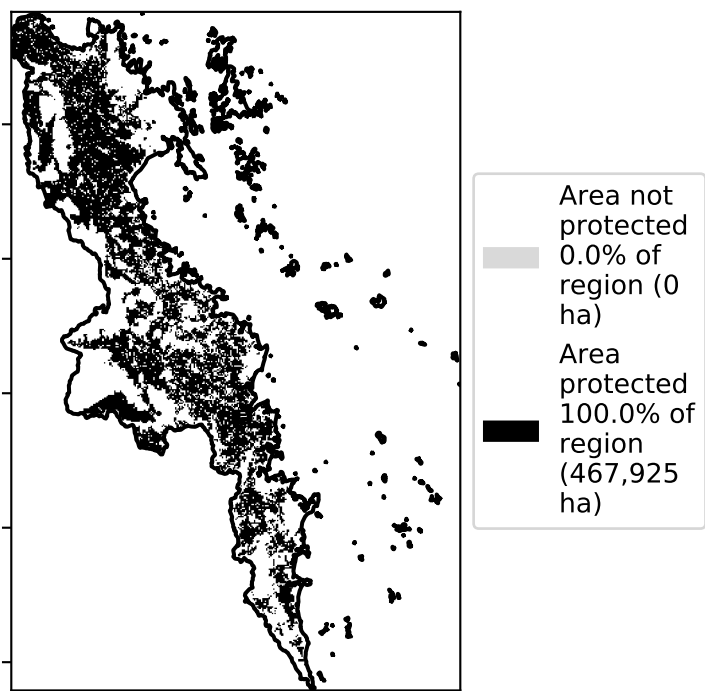 Area not
protected
0.0% of
region (0
ha)
Area
protected
100.0% of
region
(467,925
ha)